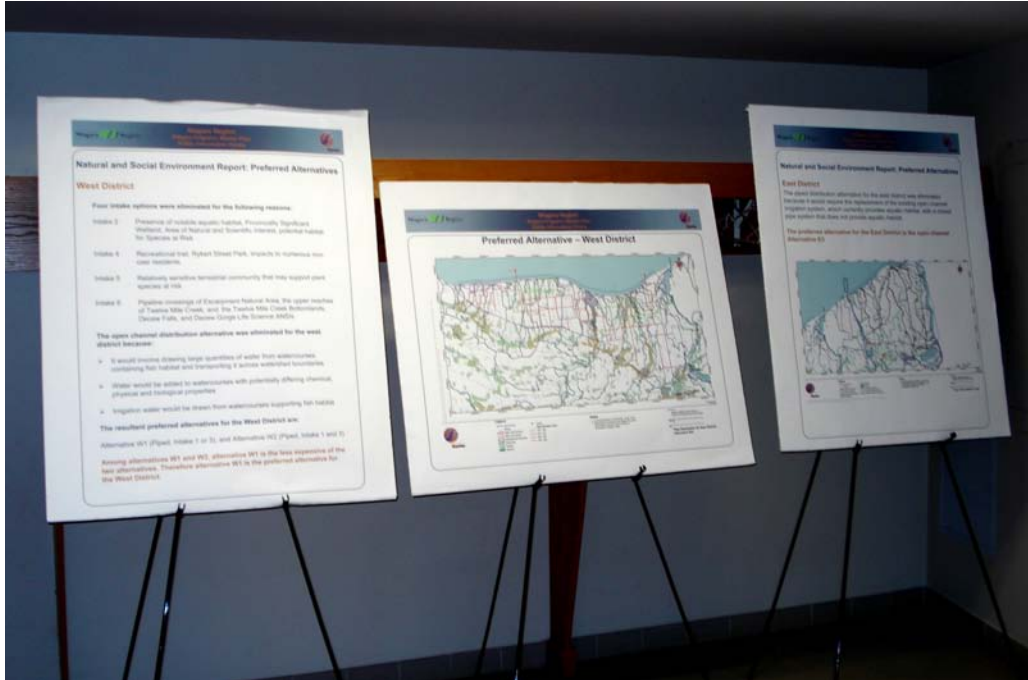 Niagara Region
Niagara Region
Natural and Social Environment Report: Preferred Alternatives
West District
Four intake options were eliminated for the following reasons:
Intake 2 Presence of notable aquatic habitat, Provincially Significant
Wetland, Area of Natural and Scientific Interest, potential habitat
for Species at Risk
Intake 4 Recreational trail, Rykert Street Park, impacts to numerous non-
user residents.
Intake 5 Relatively sensitive terrestrial community that may support plant
species at risk
Pipeline crossings of Escarpment Natural Area, the upper reaches
of Twelve Mile Creek, and the Twelve Mile Creek Bottomlands,
Decew Falls, and Decew Gorge Life Science ANSIs.
The open channel distribution alternative was eliminated for the west
district because:
It would involve drawing large quantities of water from watercourses
containing fish habitat and transporting it across watershed boundaries
Water would be added to watercourses with potentially differing chemical,
physical and biological properties
Irrigation water would be drawn from watercourses supporting fish habitat
The resultant preferred alternatives for the West District are:
Alternative W1 (Piped, Intake 1 or 3), and Alternative (Piped, Intake 1 and 3)
Among alternatives W1 and alternative W1 is the less expensive of the
two alternatives. Therefore alternative W1 is the preferred alternative for
the West District.
Niagara Region
Niagara Region
Preferred Alternative – West District
Niagara Region
Natural and Social Environment Report: Preferred Alternatives
East District
The piped distribution alternative for the east district was eliminated
because it would require the replacement of the existing open channel
irrigation system, which currently provides aquatic habitat, with a closed
pipe system that does not provide aquatic habitat.
The preferred alternative for the East District is the open channel
Alternative